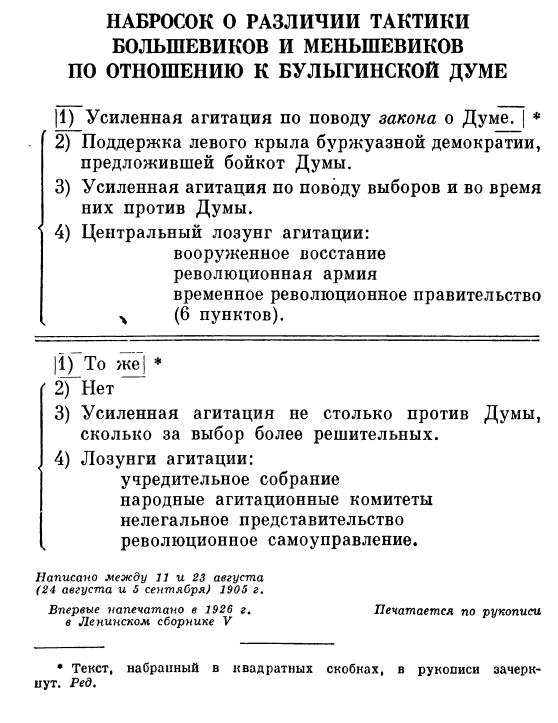 НАБРОСОК О РАЗЛИЧИИ ТАКТИКИ
БОЛЬШЕВИКОВ И МЕНЬШЕВИКОВ
ПО ОТНОШЕНИЮ К БУЛЫГИНСКОЙ ДУМЕ
|1) Усиленная агитация по поводу закона о Думе. | *
2) Поддержка левого крыла буржуазной демократии,
предложившей бойкот Думы.
3) Усиленная агитация по поводу выборов и во время
них против Думы.
4) Центральный лозунг агитации:
вооруженное восстание
революционная армия
временное революционное правительство
(6 пунктов).
|1) То же| *
2) Нет
3) Усиленная агитация не столько против Думы,
сколько за выбор более решительных.
4) Лозунги агитации:
учредительное собрание
народные агитационные комитеты
нелегальное представительство
революционное самоуправление.
Написано между 11 и 23 августа
(24 августа и 5 сентября) 1905 г.
Впервые напечатано в 1926 г.
в Ленинском сборнике V
Печатается по рукописи
* Текст, набранный в квадратных скобках, в рукописи зачерк-
нут. Ред.